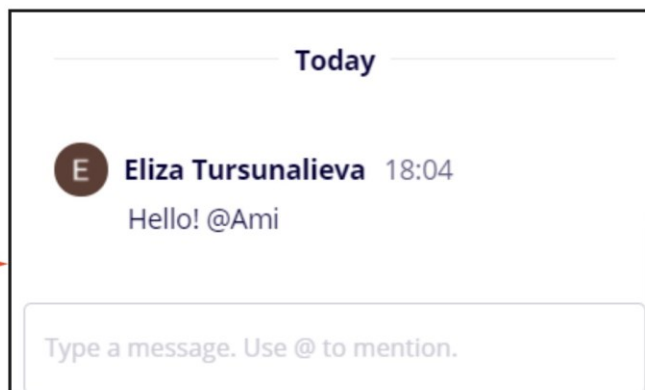 Today
E
Eliza Tursunalieva 18:04
Hello! @Ami
Type a message. Use @ to mention.